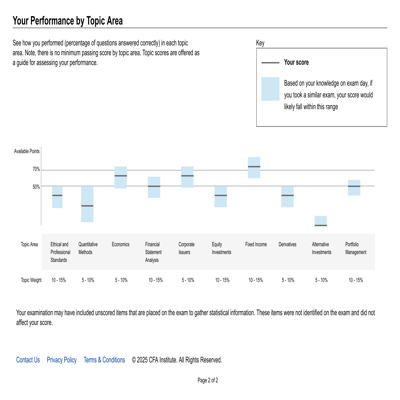 Your Performance by Topic Area
See how you performed (percentage of questions answered correctly) in each topic
area. Note, there is no minimum passing score by topic area. Topic scores are offered as
a guide for assessing your performance.
Key
Your score
Based on your knowledge on exam day, if
you took a similar exam, your score would
likely fall within this range
Available Points
70%
50%
Topic Area
Ethical and Professional Standards
Quantitative Methods
Economics
Financial Statement Analysis
Corporate Issuers
Equity Investments
Fixed Income
Derivatives
Alternative Investments
Portfolio Management
Topic Weight
10 - 15%
5 - 10%
5 - 10%
10 - 15%
5 - 10%
10 - 15%
10 - 15%
5 - 10%
5 - 10%
10 - 15%
Your examination may have included unscored items that are placed on the exam to gather statistical information. These items were not identified on the exam and did not
affect your score.
Contact Us Privacy Policy Terms & Conditions © 2025 CFA Institute. All Rights Reserved.
Page 2 of 2